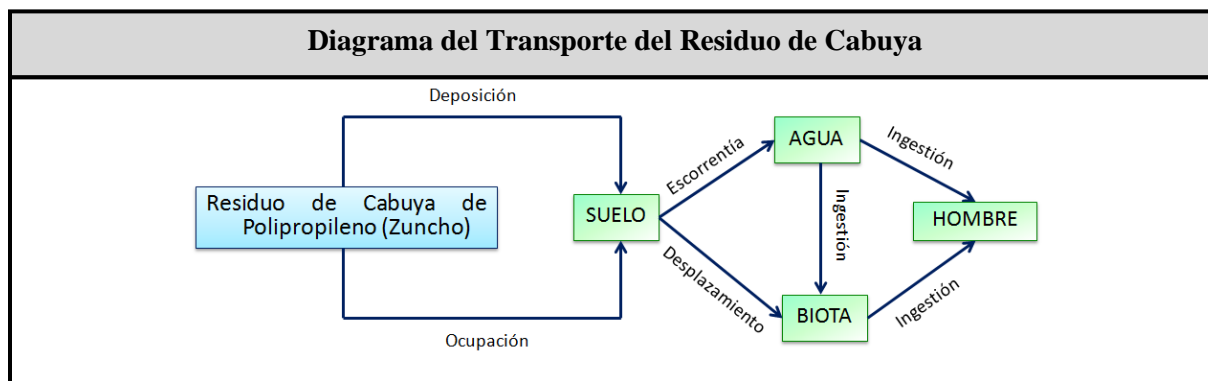 Diagrama del Transporte del Residuo de Cabuya
Deposición
Residuo de Cabuya de
Polipropileno (Zuncho)
Ocupación
SUELO
Escorrentía
Desplazamiento
AGUA
Ingestión
BIOTA
Ingestión
Ingestión
HOMBRE